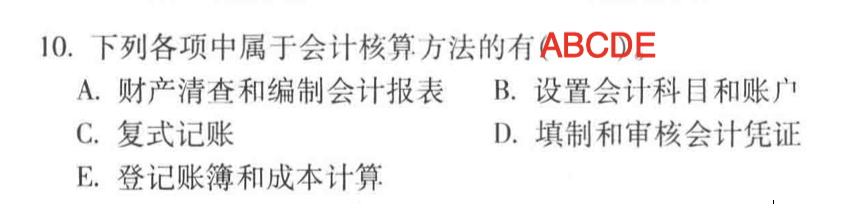 10. 下列各项中属于会计核算方法的有(ABCDE)。
A. 财产清查和编制会计报表 B. 设置会计科目和账户
C. 复式记账 D. 填制和审核会计凭证
E. 登记账簿和成本计算